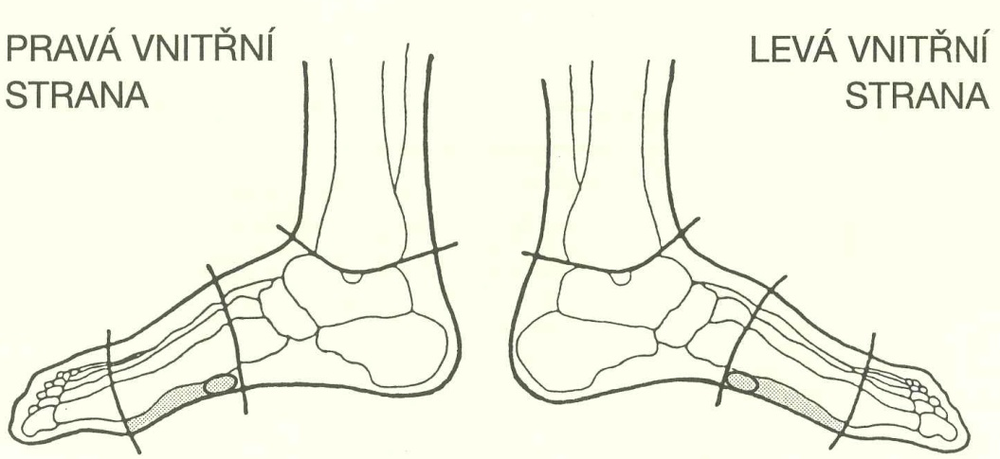 PRAVÁ VNITŘNÍ
STRANA
LEVÁ VNITŘNÍ
STRANA